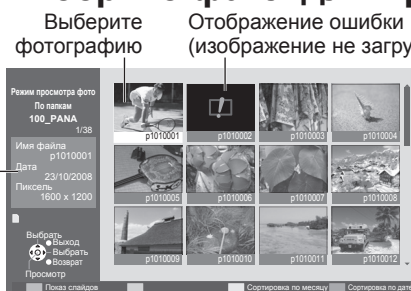 Выберите
фотографию
Отображение ошибки
(изображение не загру
Режим просмотра фото
По папкам
100_PANA
1/38
Имя файла
p1010001
Дата
23/10/2008
Пиксель
1600 x 1200
Выбрать
Выход
Выбрать
Возврат
Просмотр
p1010001
p1010002
p1010003
p1010004
p1010005
p1010006
p1010007
p1010008
p1010009
p1010010
p1010011
p1010012
Показ слайдов
Сортировка по месяцу
Сортировка по дате